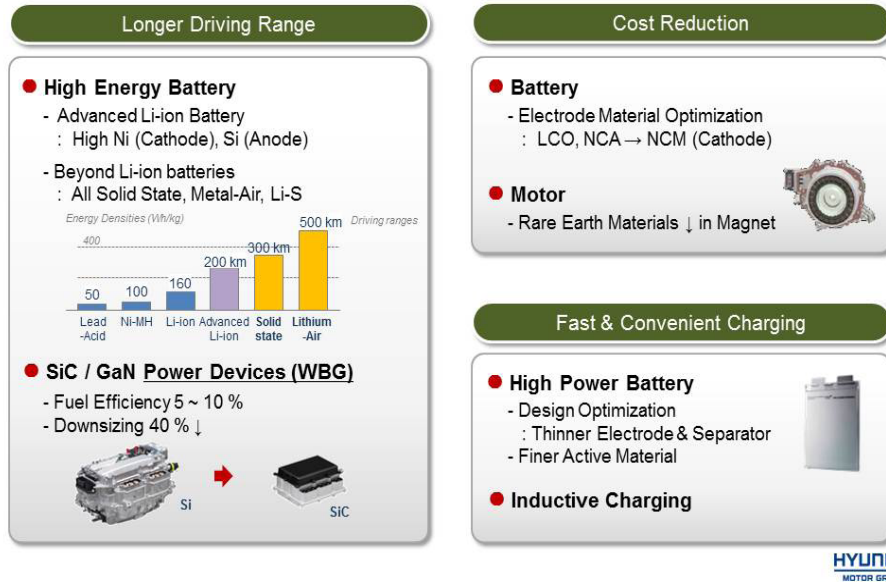 Longer Driving Range
High Energy Battery
- Advanced Li-ion Battery
: High Ni (Cathode), Si (Anode)
- Beyond Li-ion batteries
: All Solid State, Metal-Air, Li-S
Energy Densities (Wh/kg)
Driving ranges
400
50
100
160
200 km
300 km
500 km
Lead
-Acid
Ni-MH
Li-ion
Advanced
Li-ion
Solid
state
Lithium
-Air
SiC / GaN Power Devices (WBG)
- Fuel Efficiency 5 ~ 10 %
- Downsizing 40 % ↓
Si
SiC
Cost Reduction
Battery
- Electrode Material Optimization
: LCO, NCA → NCM (Cathode)
Motor
- Rare Earth Materials ↓ in Magnet
Fast & Convenient Charging
High Power Battery
- Design Optimization
: Thinner Electrode & Separator
- Finer Active Material
Inductive Charging
MOTOR